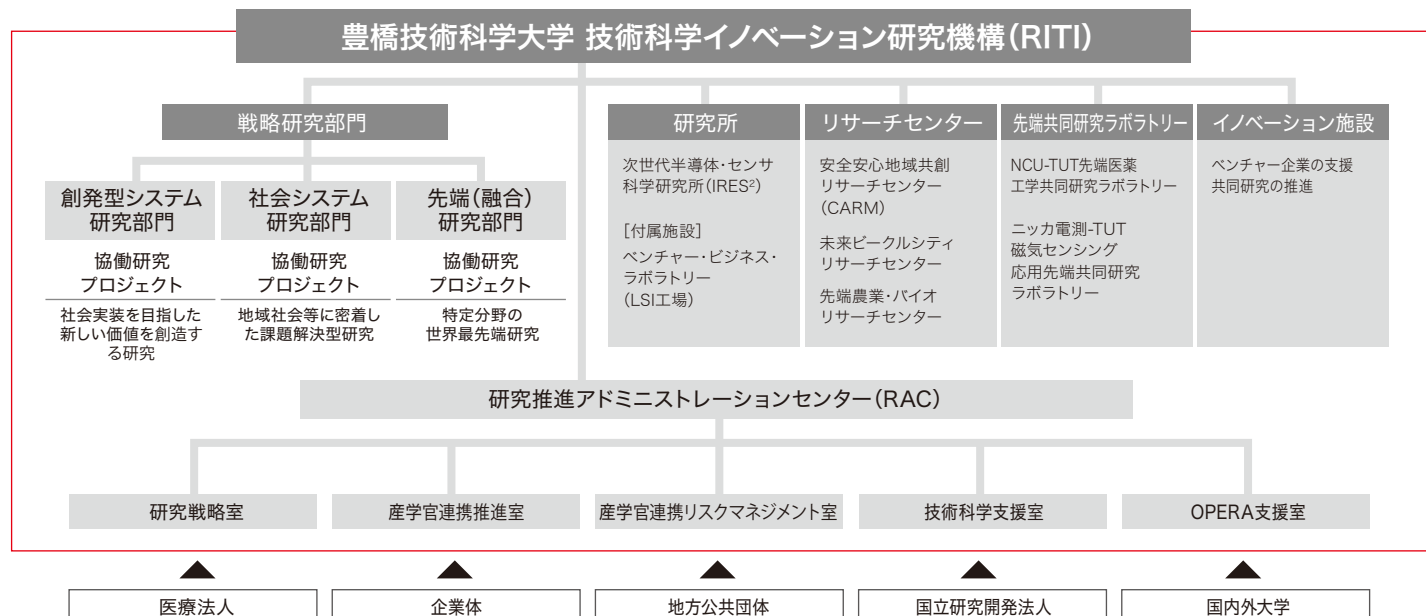 豊橋技術科学大学 技術科学イノベーション研究機構(RITI)
戦略研究部門
創発型システム
研究部門
協働研究
プロジェクト
社会実装を目指した
新しい価値を創造す
る研究
社会システム
研究部門
協働研究
プロジェクト
地域社会等に密着し
た課題解決型研究
先端(融合)
研究部門
協働研究
プロジェクト
特定分野の
世界最先端研究
研究所
次世代半導体・センサ
科学研究所(IRES²)
[付属施設]
ベンチャー・ビジネス・
ラボラトリー
(LSI工場)
リサーチセンター
安全安心地域共創
リサーチセンター
(CARM)
未来ビークルシティ
リサーチセンター
先端農業・バイオ
リサーチセンター
先端共同研究ラボラトリー
NCU-TUT先端医薬
工学共同研究ラボラトリー
ニッカ電測-TUT
磁気センシング
応用先端共同研究
ラボラトリー
イノベーション施設
ベンチャー企業の支援
共同研究の推進
研究推進アドミニストレーションセンター(RAC)
研究戦略室
産学官連携推進室
産学官連携リスクマネジメント室
技術科学支援室
OPERA支援室
医療法人
企業体
地方公共団体
国立研究開発法人
国内外大学